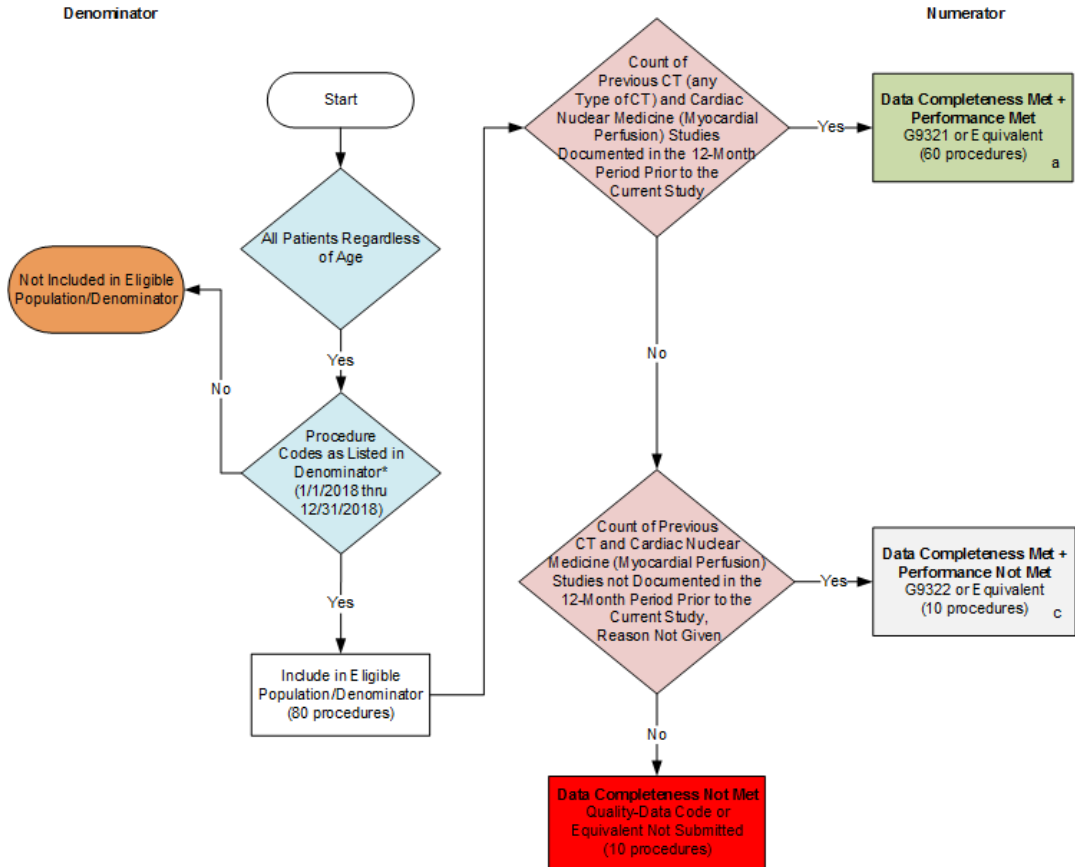 Denominator
Numerator
Start
All Patients Regardless
of Age
Not Included in Eligible
Population/Denominator
Yes
No
Procedure
Codes as Listed in
Denominator*
(1/1/2018 thru
12/31/2018)
Yes
Include in Eligible
Population/Denominator
(80 procedures)
Count of
Previous CT (any
Type of CT) and Cardiac
Nuclear Medicine (Myocardial
Perfusion) Studies
Documented in the 12-Month
Period Prior to the
Current Study
Yes
Data Completeness Met +
Performance Met
G9321 or Equivalent
(60 procedures)
a
No
Count of Previous
CT and Cardiac Nuclear
Medicine (Myocardial Perfusion)
Studies not Documented in the
12-Month Period Prior to the
Current Study,
Reason Not Given
Yes
Data Completeness Met +
Performance Not Met
G9322 or Equivalent
(10 procedures)
c
No
Data Completeness Not Met
Quality-Data Code or
Equivalent Not Submitted
(10 procedures)